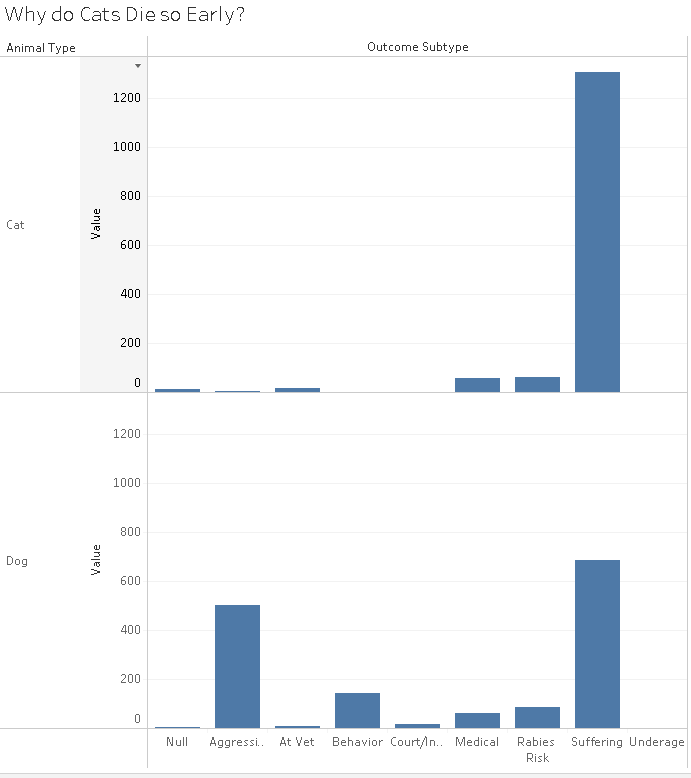 Why do Cats Die so Early?
Animal Type
Outcome Subtype
Cat
Value
1200
1000
800
600
400
200
0
Dog
Value
1200
1000
800
600
400
200
0
Null
Aggressi..
At Vet
Behavior
Court/In..
Medical
Rabies
Risk
Suffering
Underage